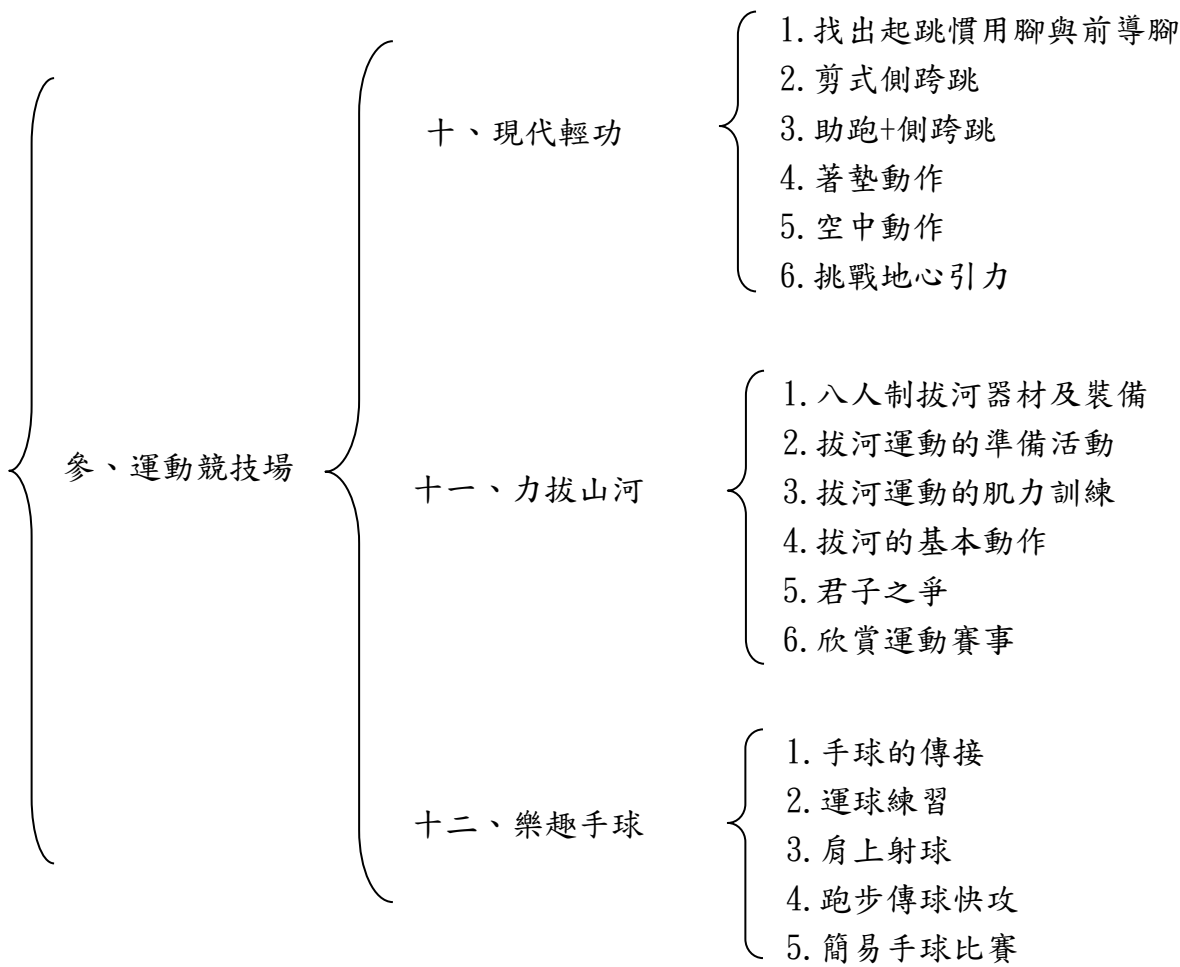 參、運動競技場
十、現代輕功
1.找出起跳慣用腳與前導腳
2.剪式側跨跳
3.助跑+側跨跳
4.著墊動作
5.空中動作
6.挑戰地心引力
十一、力拔山河
1.八人制拔河器材及裝備
2.拔河運動的準備活動
3.拔河運動的肌力訓練
4.拔河的基本動作
5.君子之爭
6.欣賞運動賽事
十二、樂趣手球
1.手球的傳接
2.運球練習
3.肩上射球
4.跑步傳球快攻
5.簡易手球比賽